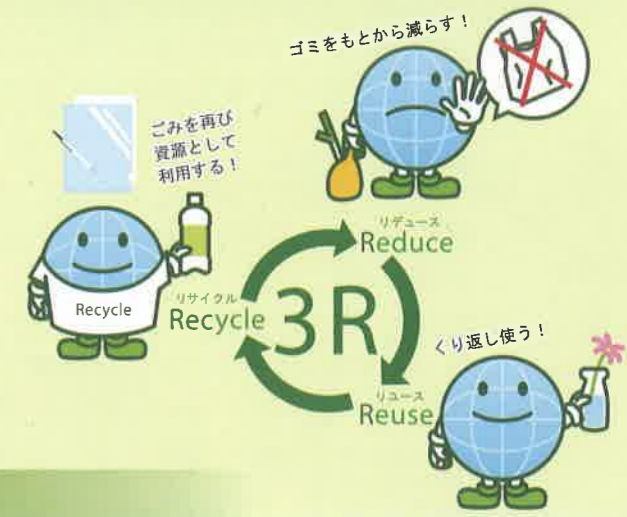 ゴミをもとから減らす！
ごみを再び
資源として
利用する！
リデュース
Reduce
Recycle
リサイクル
Recycle
3R
くり返し使う！
リユース
Reuse